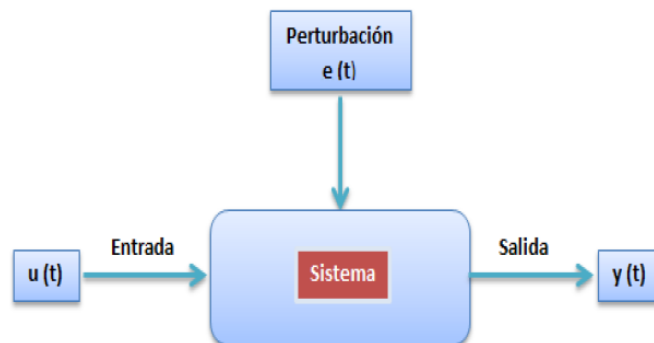 Perturbación
e (t)
Entrada
Salida
u (t)
Sistema
y (t)